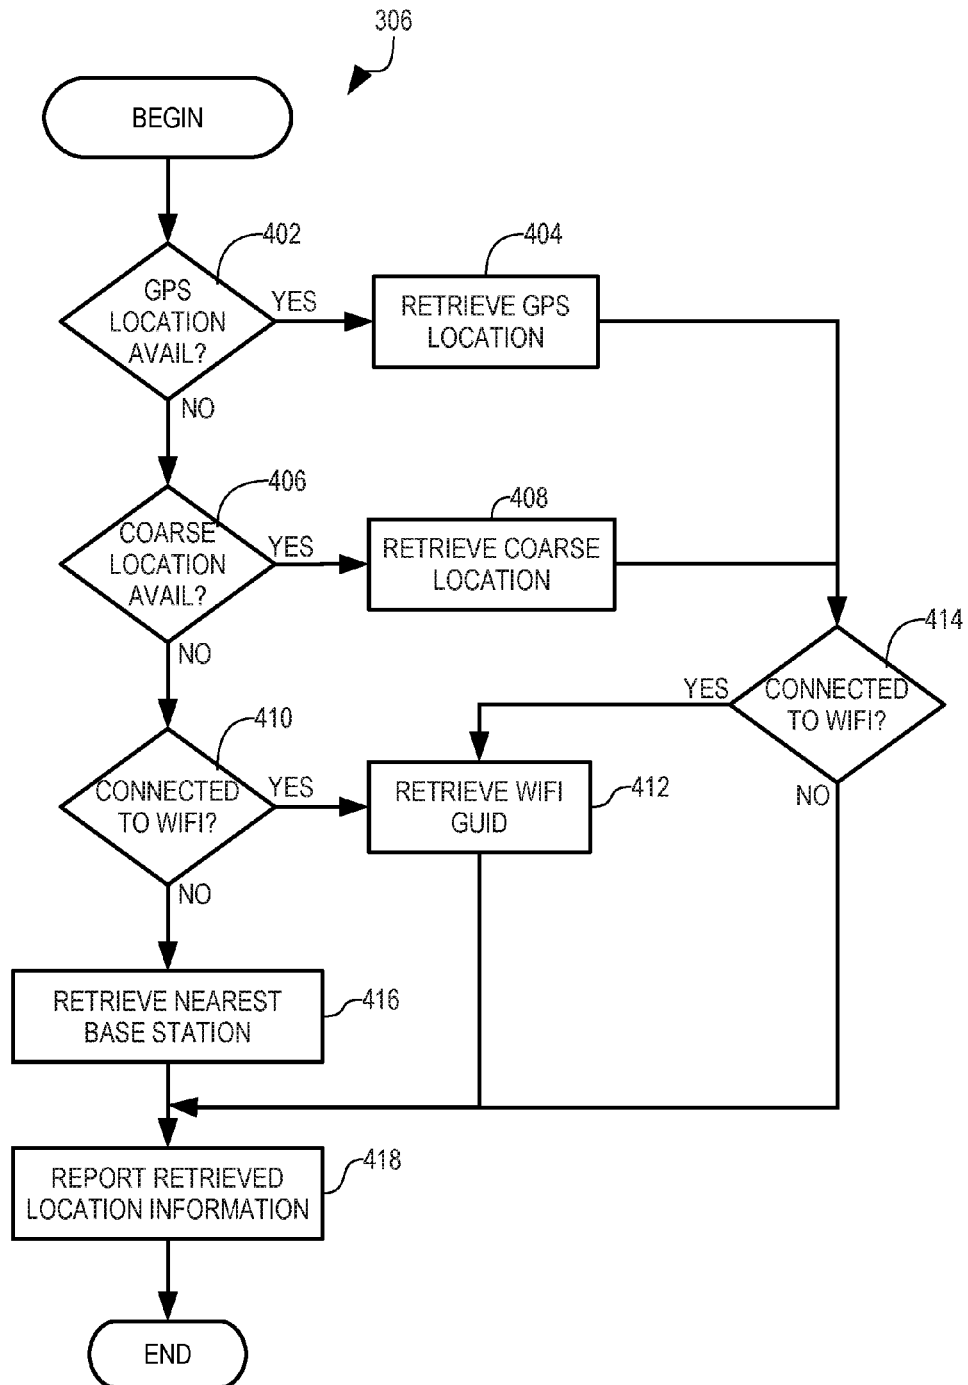 306
BEGIN
402
GPS
LOCATION
AVAIL?
YES
404
RETRIEVE GPS
LOCATION
NO
406
COARSE
LOCATION
AVAIL?
YES
408
RETRIEVE COARSE
LOCATION
NO
414
CONNECTED
TO WIFI?
YES
NO
410
CONNECTED
TO WIFI?
YES
RETRIEVE WIFI
GUID
412
NO
RETRIEVE NEAREST
BASE STATION
416
REPORT RETRIEVED
LOCATION INFORMATION
418
END